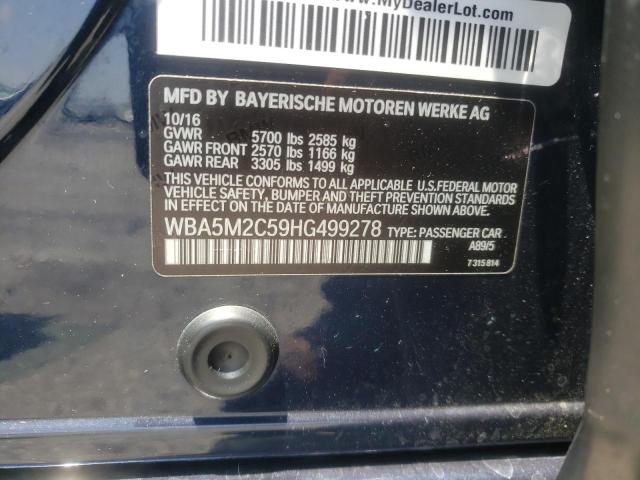 www.MyDealerLot.com
MFD BY BAYERISCHE MOTOREN WERKE AG
10/16
GVWR 5700 lbs 2585 kg
GAWR FRONT 2570 lbs 1166 kg
GAWR REAR 3305 lbs 1499 kg
THIS VEHICLE CONFORMS TO ALL APPLICABLE U.S.FEDERAL MOTOR
VEHICLE SAFETY, BUMPER, AND THEFT PREVENTION STANDARDS IN
EFFECT ON THE DATE OF MANUFACTURE SHOWN ABOVE.
WBA5M2C59HG499278 TYPE: PASSENGER CAR
A89/5
7315814